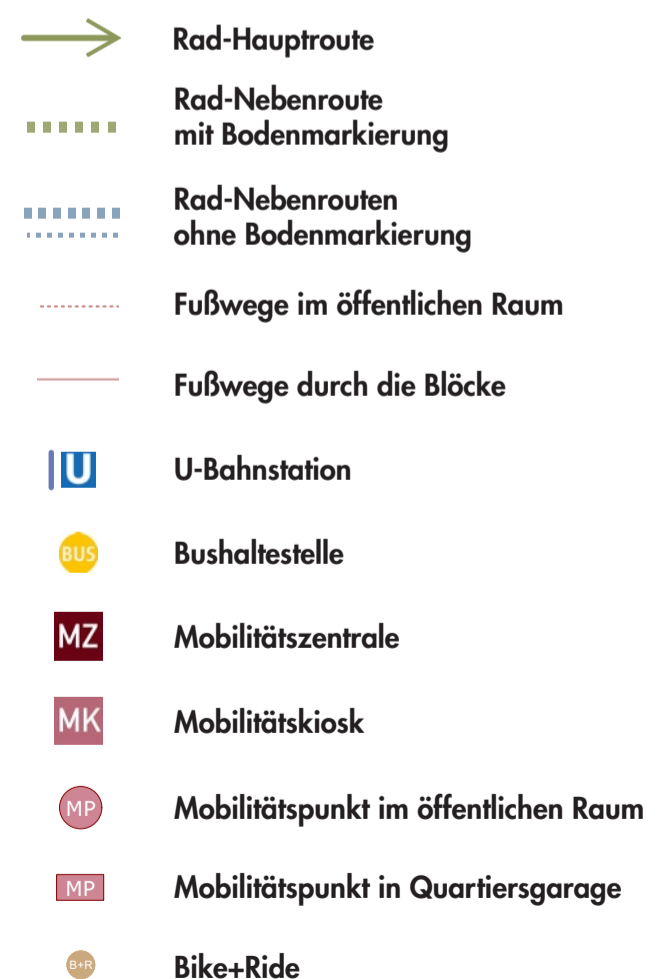 Rad-Hauptroute
Rad-Nebenroute
mit Bodenmarkierung
Rad-Nebenrouten
ohne Bodenmarkierung
Fußwege im öffentlichen Raum
Fußwege durch die Blöcke
U U-Bahnstation
BUS Bushaltestelle
MZ Mobilitätszentrale
MK Mobilitätskiosk
MP Mobilitätspunkt im öffentlichen Raum
MP Mobilitätspunkt in Quartiersgarage
B+R Bike+Ride